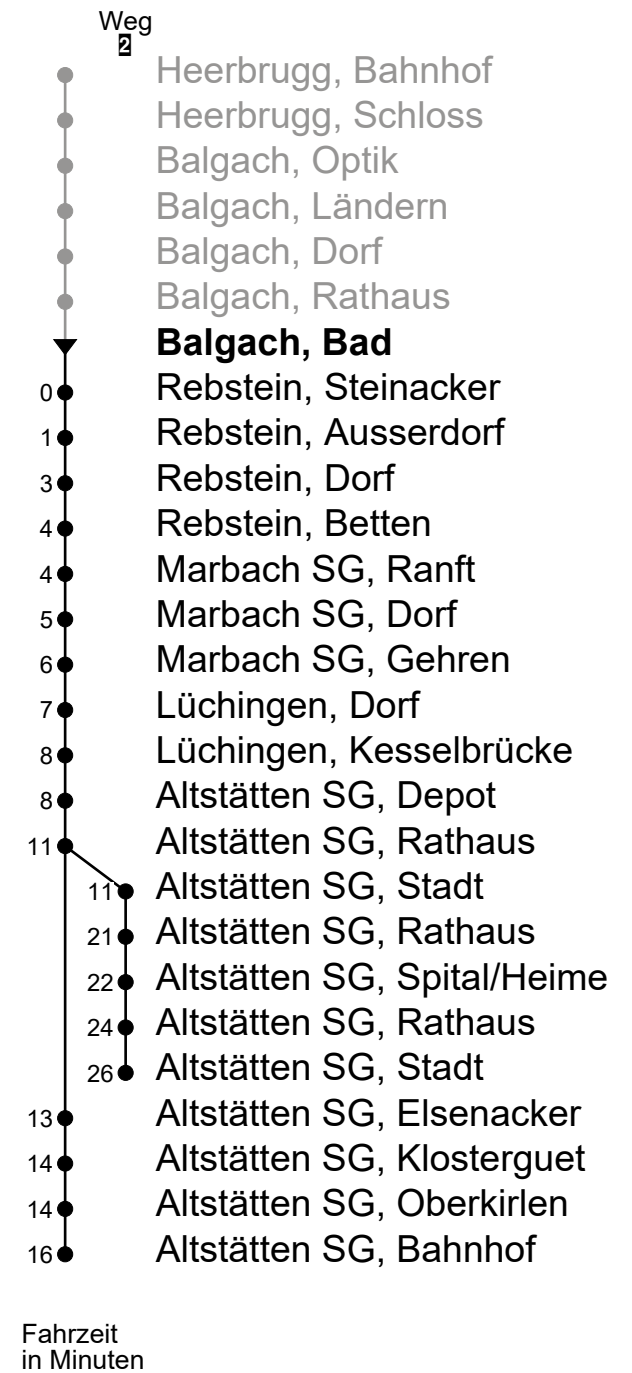 Weg
2
Heerbrugg, Bahnhof
Heerbrugg, Schloss
Balgach, Optik
Balgach, Ländern
Balgach, Dorf
Balgach, Rathaus
Balgach, Bad
0 Rebstein, Steinacker
1 Rebstein, Ausserdorf
3 Rebstein, Dorf
4 Rebstein, Betten
4 Marbach SG, Ranft
5 Marbach SG, Dorf
6 Marbach SG, Gehren
7 Lüchingen, Dorf
8 Lüchingen, Kesselbrücke
8 Altstätten SG, Depot
11 Altstätten SG, Rathaus
11 Altstätten SG, Stadt
21 Altstätten SG, Rathaus
22 Altstätten SG, Spital/Heime
24 Altstätten SG, Rathaus
26 Altstätten SG, Stadt
13 Altstätten SG, Elsenacker
14 Altstätten SG, Klosterguet
14 Altstätten SG, Oberkirlen
16 Altstätten SG, Bahnhof
Fahrzeit
in Minuten